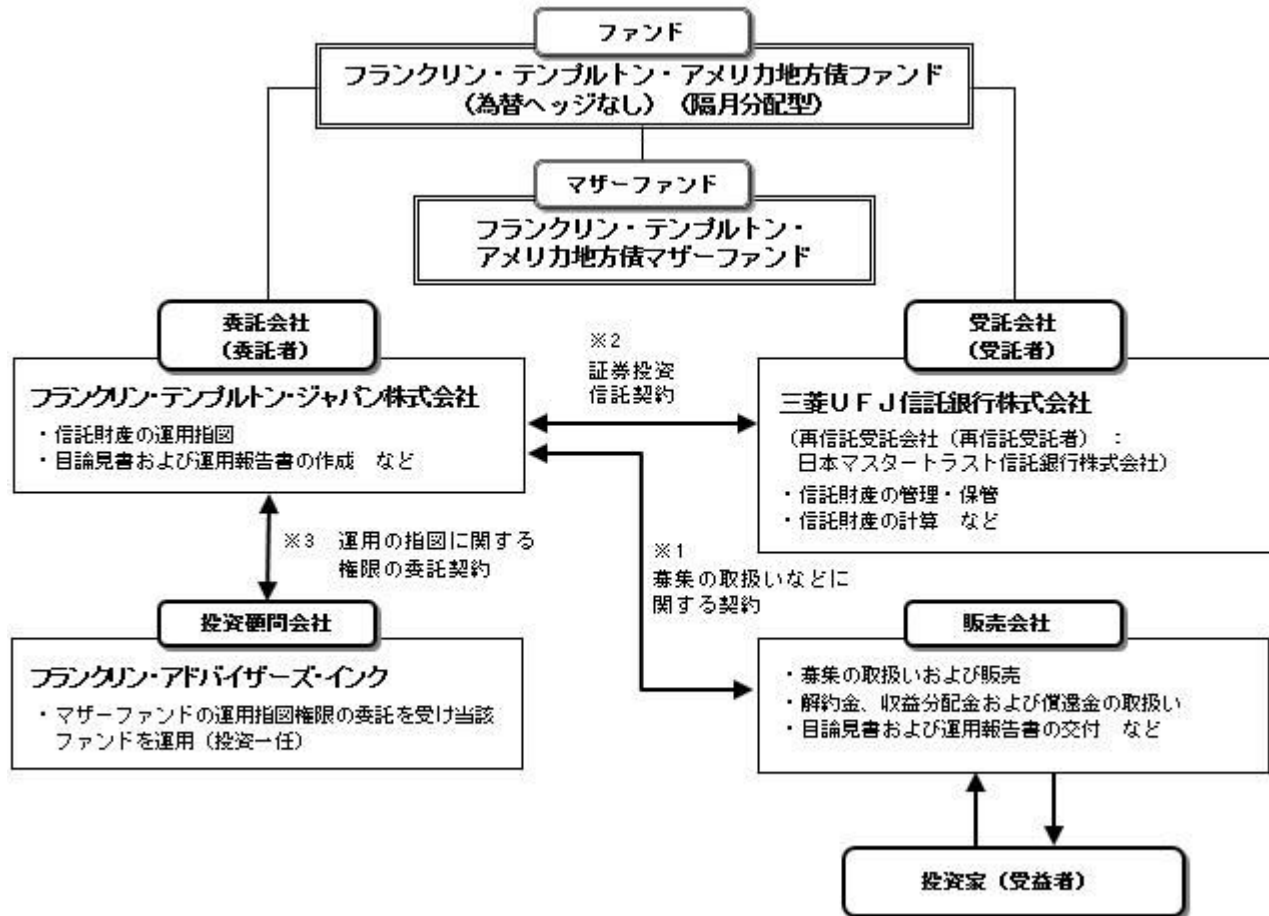 ファンド
フランクリン・テンプルトン・アメリカ地方債ファンド
（為替ヘッジなし）（隔月分配型）
マザーファンド
フランクリン・テンプルトン・
アメリカ地方債マザーファンド
委託会社
（委託者）
フランクリン・テンプルトン・ジャパン株式会社
・信託財産の運用指図
・目論見書および運用報告書の作成　など
※2
証券投資
信託契約
受託会社
（受託者）
三菱ＵＦＪ信託銀行株式会社
（再信託受託会社（再信託受託者）：
日本マスタートラスト信託銀行株式会社）
・信託財産の管理・保管
・信託財産の計算　など
※3　運用の指図に関する
権限の委託契約
※1
募集の取扱いなどに
関する契約
投資顧問会社
フランクリン・アドバイザーズ・インク
・マザーファンドの運用指図権限の委託を受け当該
ファンドを運用（投資一任）
販売会社
・募集の取扱いおよび販売
・解約金、収益分配金および償還金の取扱い
・目論見書および運用報告書の交付　など
投資家（受益者）